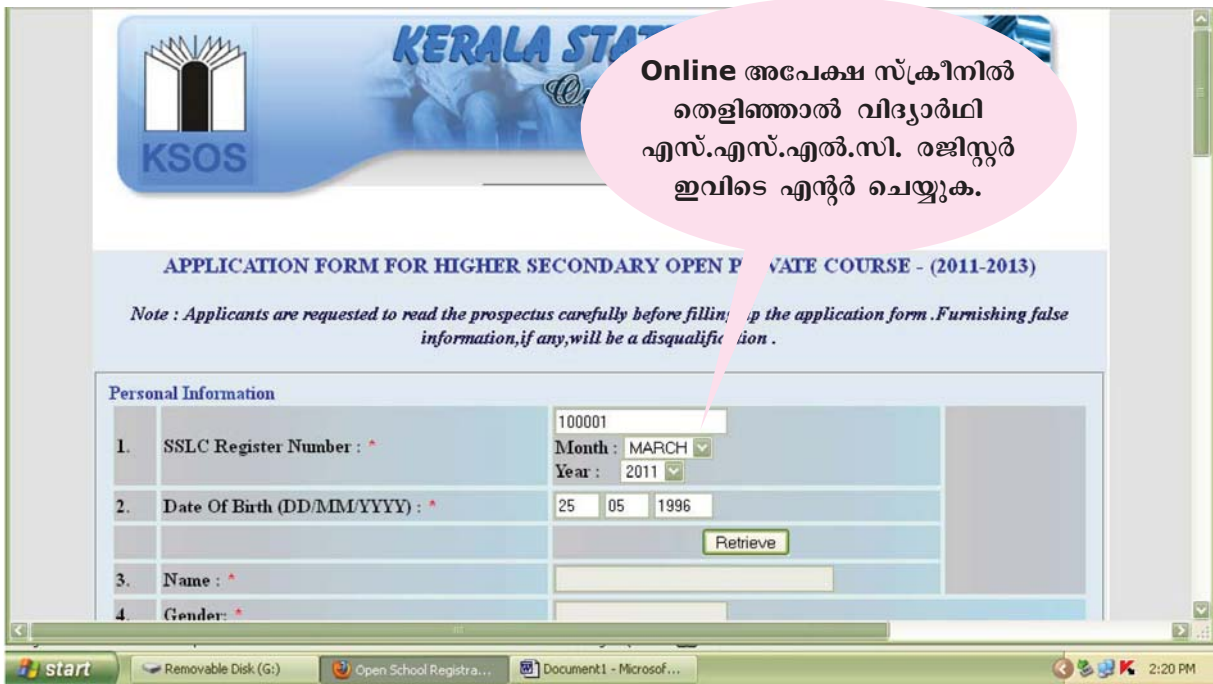 KERALA STATE
KSOS
Online അപേക്ഷ സ്ക്രീനിൽ
തെളിഞ്ഞാൽ വിദ്യാർഥി
എസ്.എസ്.എൽ.സി. രജിസ്റ്റർ
ഇവിടെ എന്റർ ചെയ്യുക.
APPLICATION FORM FOR HIGHER SECONDARY OPEN P VATE COURSE - (2011-2013)
Note : Applicants are requested to read the prospectus carefully before filling up the application form .Furnishing false
information,if any,will be a disqualification .
Personal Information
1. SSLC Register Number : * 100001
Month : MARCH
Year : 2011
2. Date Of Birth (DD/MM/YYYY) : * 25 05 1996
Retrieve
3. Name : *
4. Gender: *
start Removable Disk (G:) Open School Registra... Document1 - Microsof... 2:20 PM